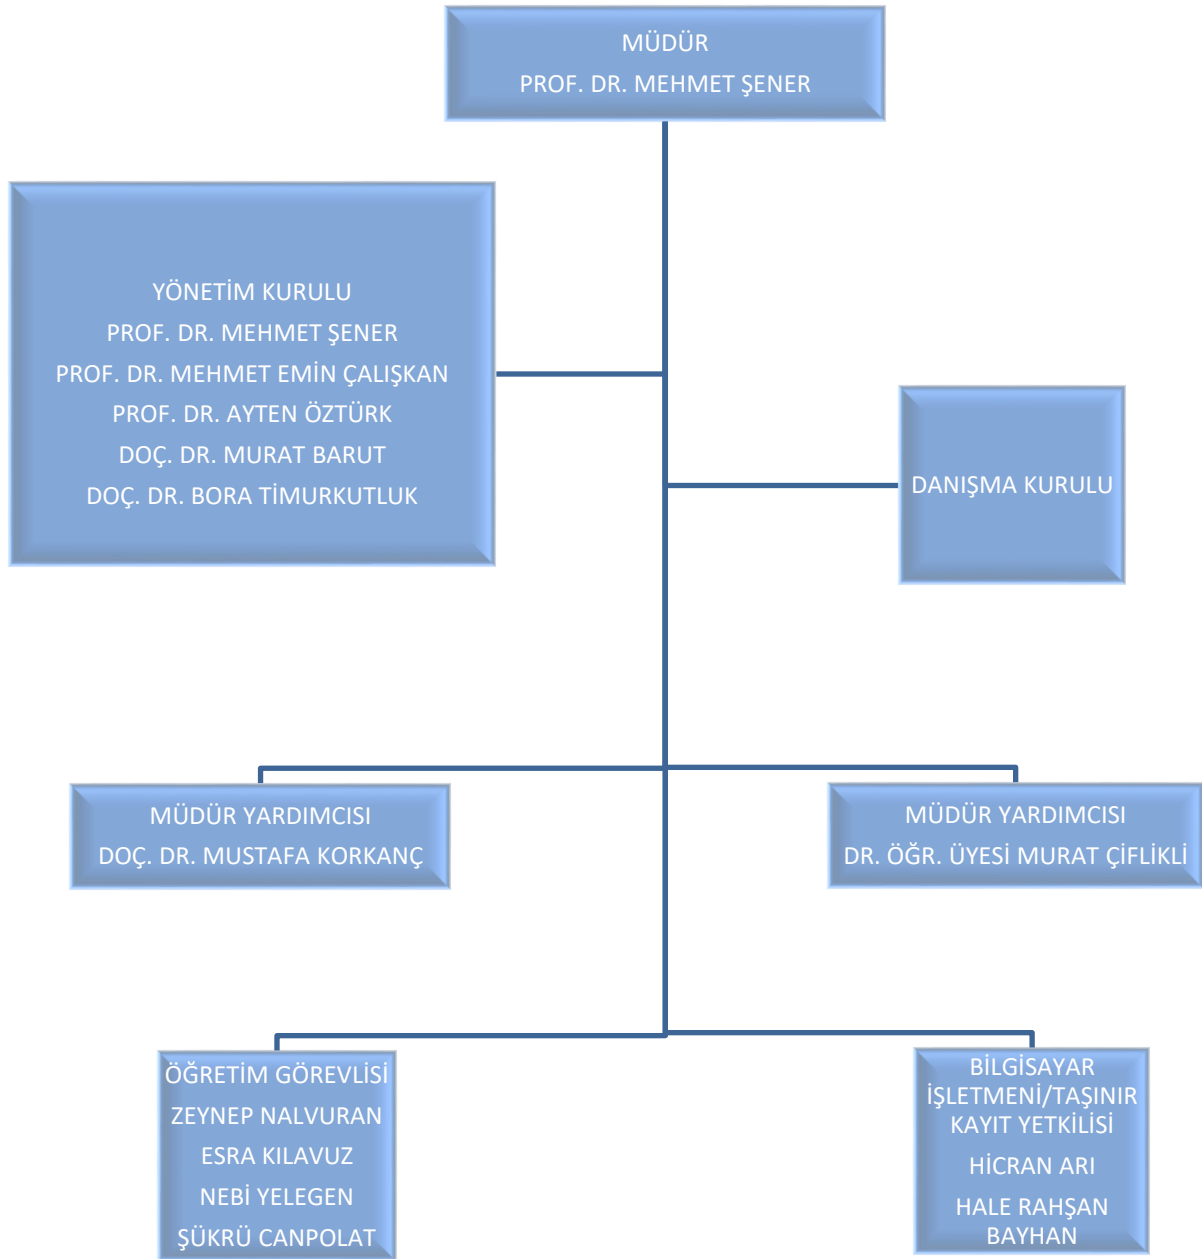 MÜDÜR
PROF. DR. MEHMET ŞENER
YÖNETİM KURULU
PROF. DR. MEHMET ŞENER
PROF. DR. MEHMET EMİN ÇALIŞKAN
PROF. DR. AYTEN ÖZTÜRK
DOÇ. DR. MURAT BARUT
DOÇ. DR. BORA TİMURKUTLUK
DANIŞMA KURULU
MÜDÜR YARDIMCISI
DOÇ. DR. MUSTAFA KORKANÇ
MÜDÜR YARDIMCISI
DR. ÖĞR. ÜYESİ MURAT ÇİFLİKLİ
ÖĞRETİM GÖREVLİSİ
ZEYNEP NALVURAN
ESRA KILAVUZ
NEBİ YELEGEN
ŞÜKRÜ CANPOLAT
BİLGİSAYAR
İŞLETMENİ/TAŞINIR
KAYIT YETKİLİSİ
HİCRAN ARI
HALE RAHŞAN
BAYHAN